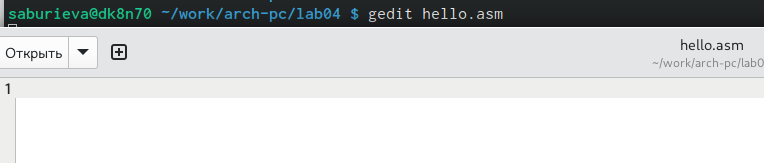 saburieva@dk8n70 ~/work/arch-pc/lab04 $ gedit hello.asm
Открыть
hello.asm
~/work/arch-pc/lab0
1